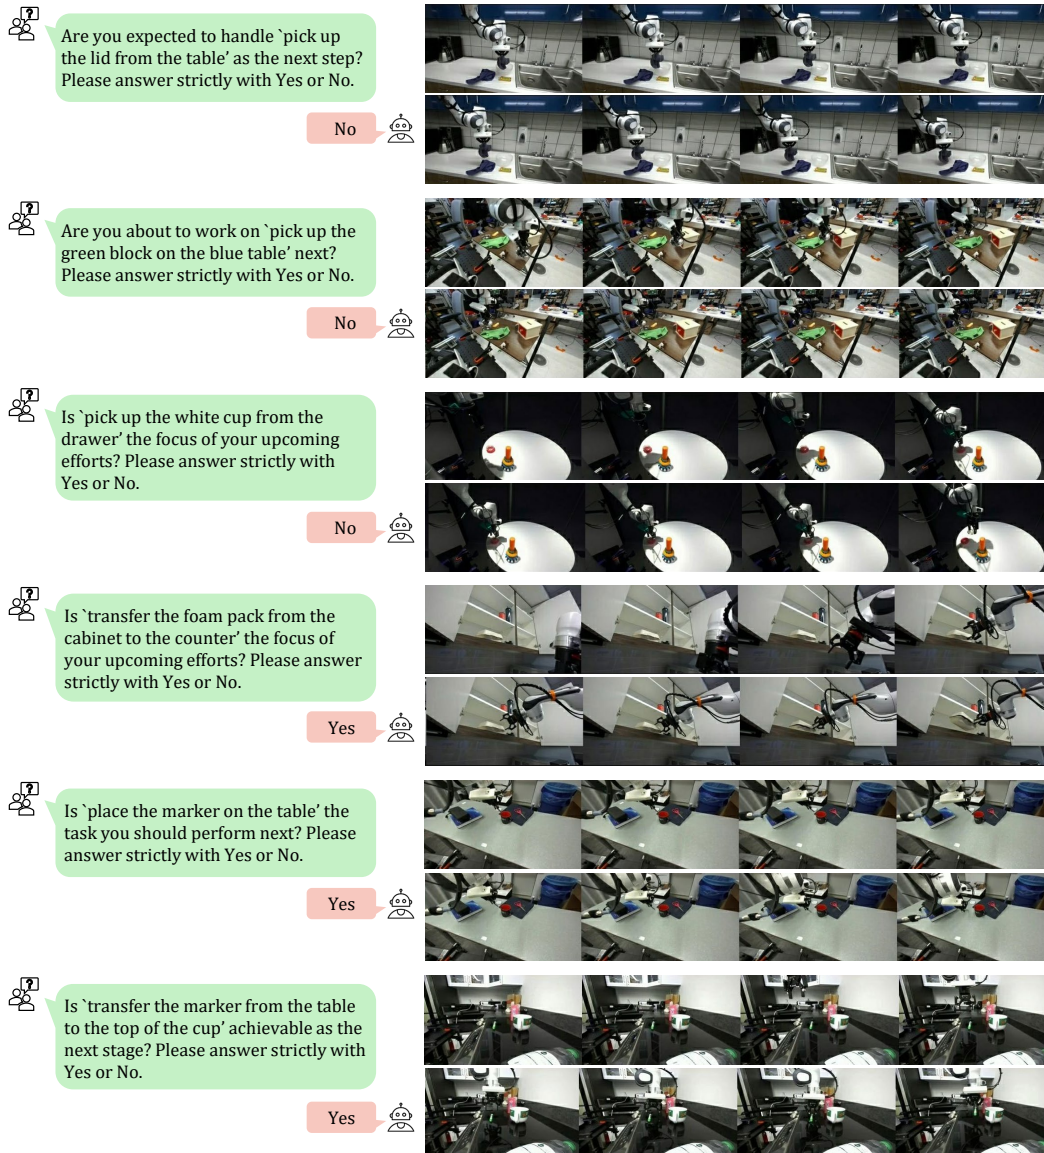 Are you expected to handle `pick up
the lid from the table’ as the next step?
Please answer strictly with Yes or No.
No
Are you about to work on `pick up the
green block on the blue table’ next?
Please answer strictly with Yes or No.
No
Is `pick up the white cup from the
drawer’ the focus of your upcoming
efforts? Please answer strictly with
Yes or No.
No
Is `transfer the foam pack from the
cabinet to the counter’ the focus of
your upcoming efforts? Please answer
strictly with Yes or No.
Yes
Is `place the marker on the table’ the
task you should perform next? Please
answer strictly with Yes or No.
Yes
Is `transfer the marker from the table
to the top of the cup’ achievable as the
next stage? Please answer strictly with
Yes or No.
Yes